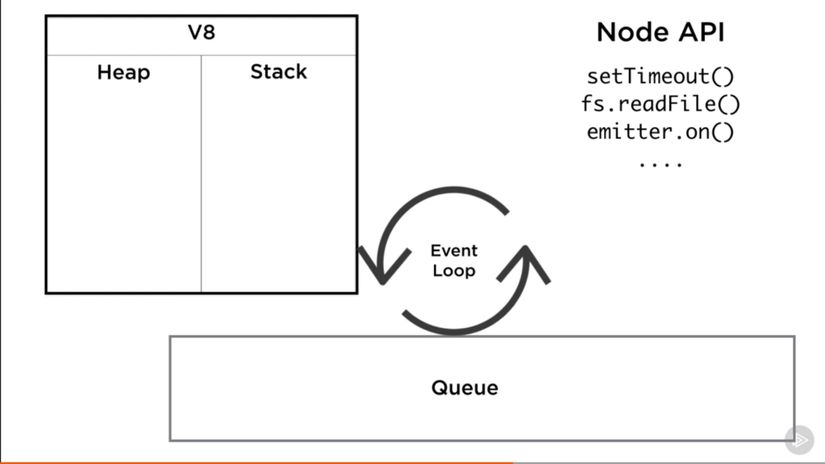 V8
Heap
Stack
Node API
setTimeout()
fs.readFile()
emitter.on()
....
Event
Loop
Queue